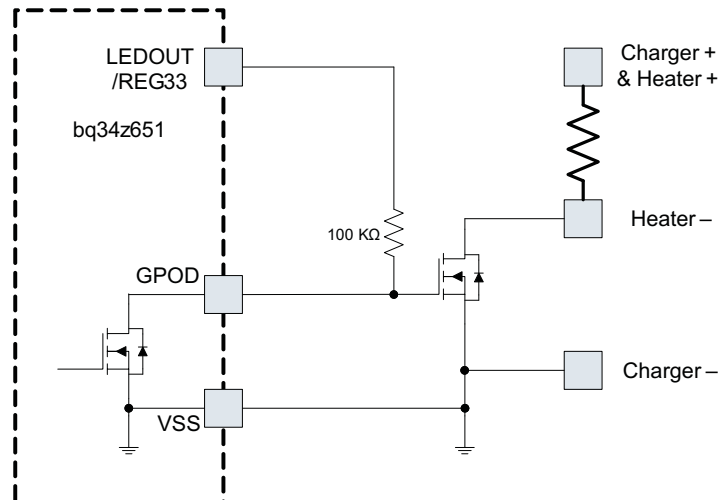 LEDOUT
/REG33
Charger +
& Heater +
bq34z651
Heater –
100 KΩ
GPOD
Charger –
VSS